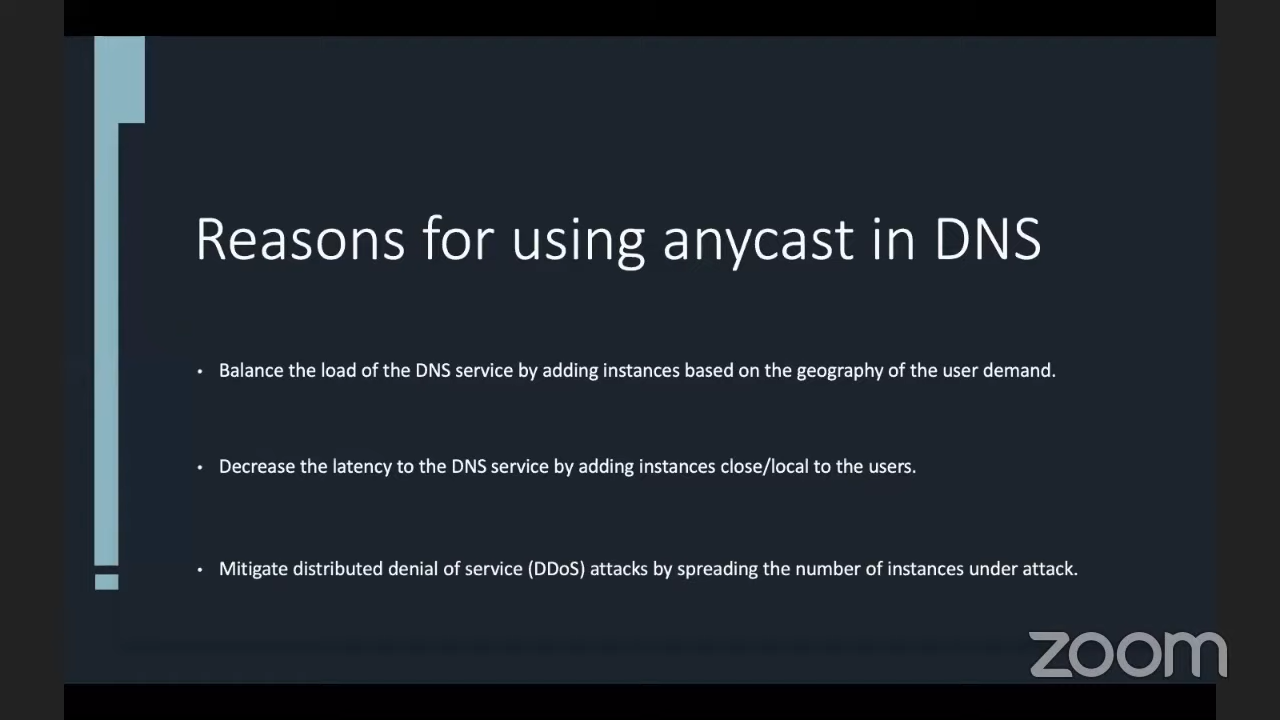 Reasons for using anycast in DNS
• Balance the load of the DNS service by adding instances based on the geography of the user demand.
• Decrease the latency to the DNS service by adding instances close/local to the users.
• Mitigate distributed denial of service (DDoS) attacks by spreading the number of instances under attack.
zoom